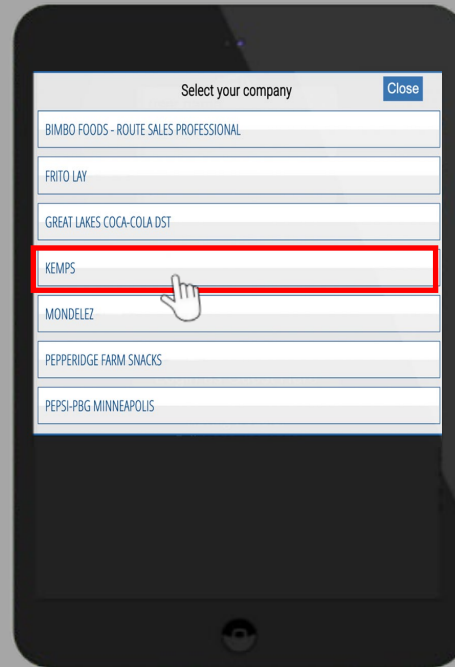 Select your company
Close
BIMBO FOODS - ROUTE SALES PROFESSIONAL
FRITO LAY
GREAT LAKES COCA-COLA DST
KEMPS
MONDELEZ
PEPPERIDGE FARM SNACKS
PEPSI-PBG MINNEAPOLIS